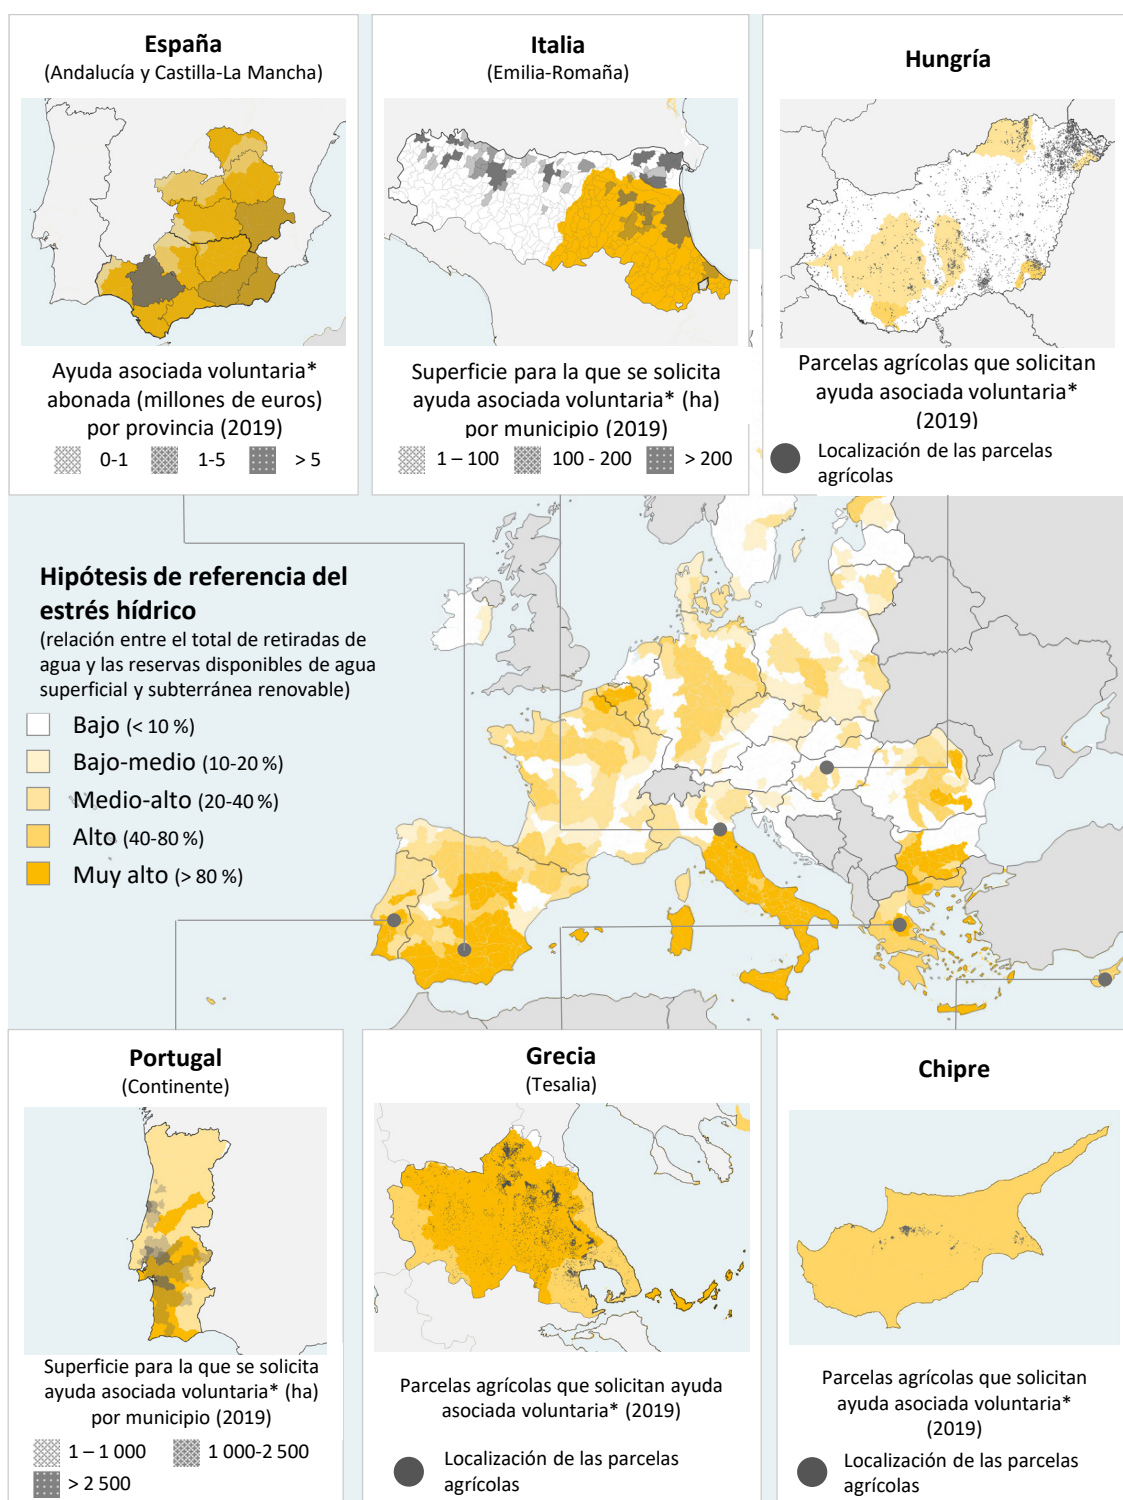 España
(Andalucía y Castilla-La Mancha)
Ayuda asociada voluntaria*
abonada (millones de euros)
por provincia (2019)
0-1
1-5
> 5
Italia
(Emilia-Romaña)
Superficie para la que se solicita
ayuda asociada voluntaria* (ha)
por municipio (2019)
1 – 100
100 - 200
> 200
Hungría
Parcelas agrícolas que solicitan
ayuda asociada voluntaria*
(2019)
Localización de las parcelas
agrícolas
Hipótesis de referencia del
estrés hídrico
(relación entre el total de retiradas de
agua y las reservas disponibles de agua
superficial y subterránea renovable)
Bajo (< 10 %)
Bajo-medio (10-20 %)
Medio-alto (20-40 %)
Alto (40-80 %)
Muy alto (> 80 %)
Portugal
(Continente)
Superficie para la que se solicita
ayuda asociada voluntaria* (ha)
por municipio (2019)
1 – 1 000
1 000-2 500
> 2 500
Grecia
(Tesalia)
Parcelas agrícolas que solicitan ayuda
asociada voluntaria* (2019)
Localización de las parcelas
agrícolas
Chipre
Parcelas agrícolas que solicitan
ayuda asociada voluntaria*
(2019)
Localización de las parcelas
agrícolas